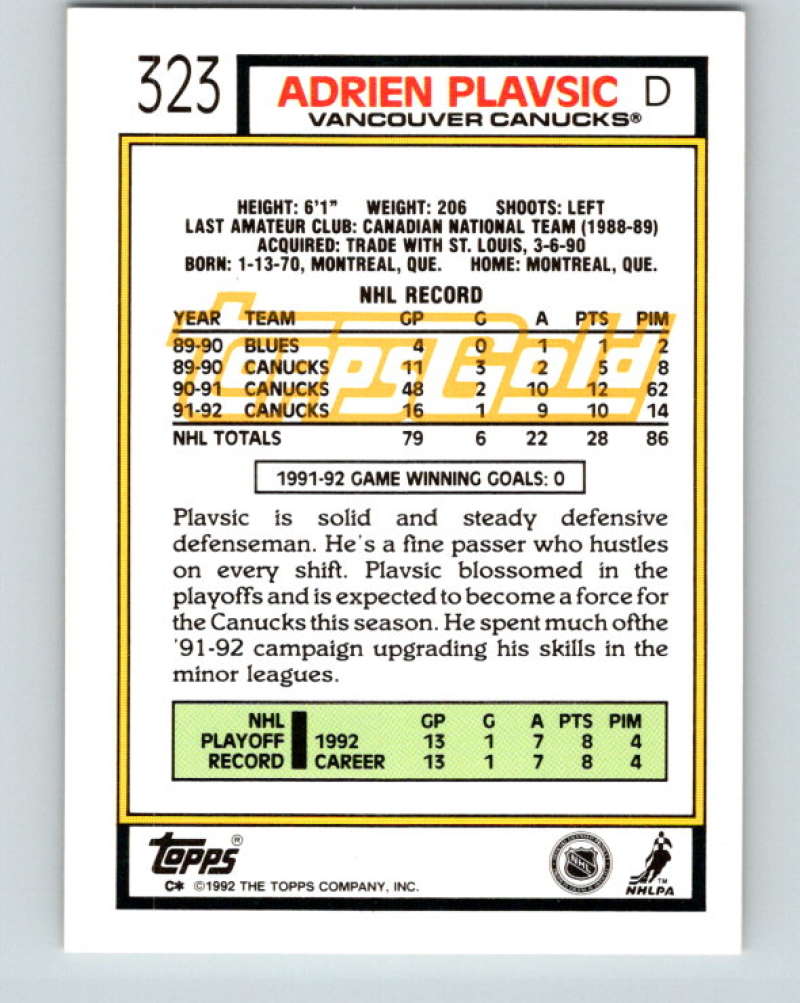 323
ADRIEN PLAVSIC D
VANCOUVER CANUCKS®
HEIGHT: 6'1" WEIGHT: 206 SHOOTS: LEFT
LAST AMATEUR CLUB: CANADIAN NATIONAL TEAM (1988-89)
ACQUIRED: TRADE WITH ST. LOUIS, 3-6-90
BORN: 1-13-70, MONTREAL, QUE. HOME: MONTREAL, QUE.
NHL RECORD
YEAR TEAM GP G A PTS PIM
89-90 BLUES 4 0 1 1 2
89-90 CANUCKS 11 3 2 5 8
90-91 CANUCKS 48 2 10 12 62
91-92 CANUCKS 16 1 9 10 14
NHL TOTALS 79 6 22 28 86
ToppsGold
1991-92 GAME WINNING GOALS: 0
Plavsic is solid and steady defensive
defenseman. He's a fine passer who hustles
on every shift. Plavsic blossomed in the
playoffs and is expected to become a force for
the Canucks this season. He spent much ofthe
'91-92 campaign upgrading his skills in the
minor leagues.
NHL GP G A PTS PIM
PLAYOFF 1992 13 1 7 8 4
RECORD CAREER 13 1 7 8 4
Topps®
C* ©1992 THE TOPPS COMPANY, INC.
NHL
NHLPA
TM